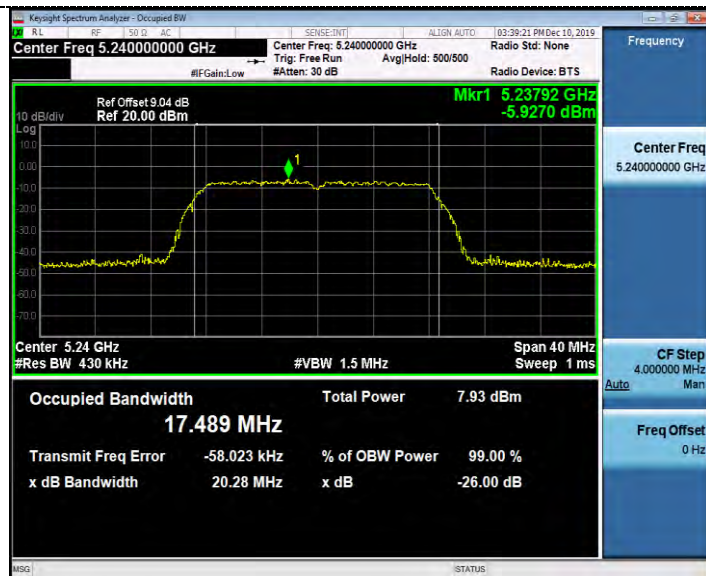 Keysight Spectrum Analyzer - Occupied BW
RL RF 50 Ω AC SENSE:INT ALIGN AUTO 03:39:21 PM Dec 10, 2019
Center Freq 5.240000000 GHz
Center Freq: 5.240000000 GHz Radio Std: None
Trig: Free Run Avg|Hold: 500/500
#IFGain:Low #Atten: 30 dB Radio Device: BTS
Frequency
Ref Offset 9.04 dB
10 dB/div Ref 20.00 dBm
Mkr1 5.23792 GHz
-5.9270 dBm
Log
10.0
0.00
-10.0
-20.0
-30.0
-40.0
-50.0
-60.0
-70.0
1
Center Freq
5.240000000 GHz
Center 5.24 GHz Span 40 MHz
#Res BW 430 kHz #VBW 1.5 MHz Sweep 1 ms
CF Step
4.000000 MHz
Auto Man
Occupied Bandwidth Total Power 7.93 dBm
17.489 MHz
Transmit Freq Error -58.023 kHz % of OBW Power 99.00 %
x dB Bandwidth 20.28 MHz x dB -26.00 dB
Freq Offset
0 Hz
MSG STATUS